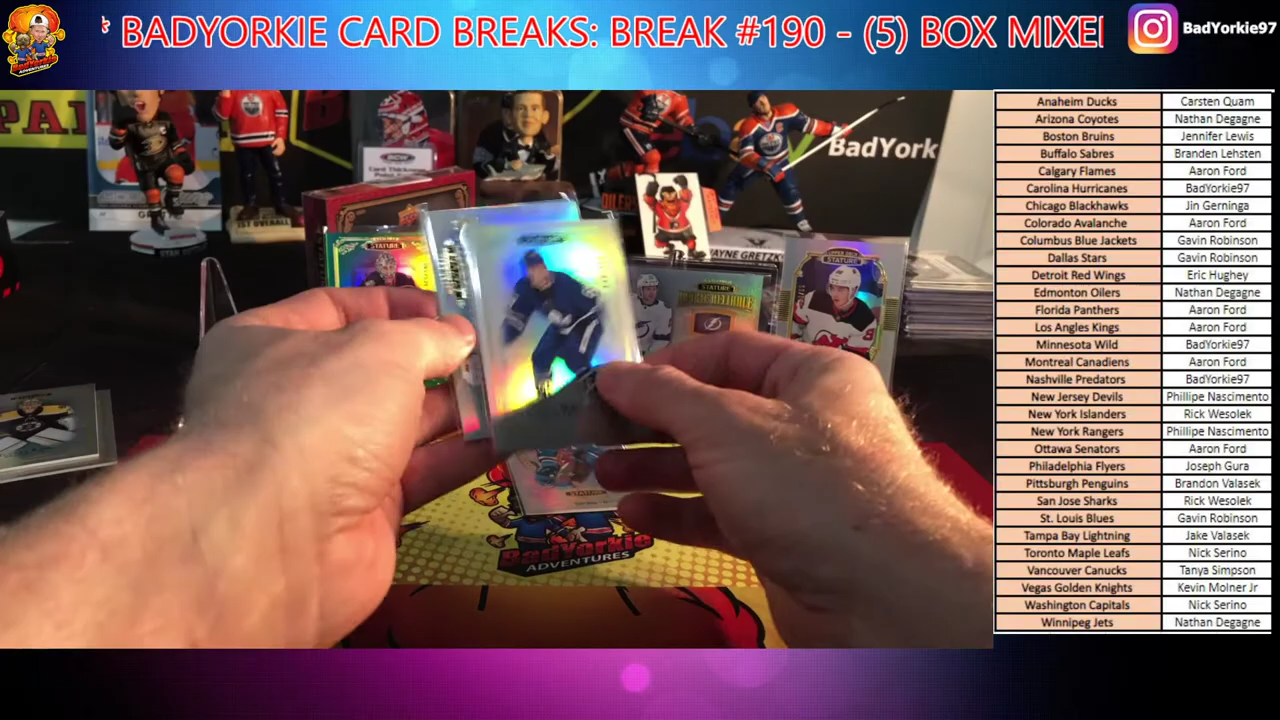 * BADYORKIE CARD BREAKS: BREAK #190 - (5) BOX MIXE
BadYorkie97
BadYork
1ST OVERALL
WAYNE GRETZK
STATURE
STATURE
STATURE
BadYorkie
ADVENTURES
Anaheim Ducks Carsten Quam
Arizona Coyotes Nathan Degagne
Boston Bruins Jennifer Lewis
Buffalo Sabres Branden Lehsten
Calgary Flames Aaron Ford
Carolina Hurricanes BadYorkie97
Chicago Blackhawks Jin Gerninga
Colorado Avalanche Aaron Ford
Columbus Blue Jackets Gavin Robinson
Dallas Stars Gavin Robinson
Detroit Red Wings Eric Hughey
Edmonton Oilers Nathan Degagne
Florida Panthers Aaron Ford
Los Angles Kings Aaron Ford
Minnesota Wild BadYorkie97
Montreal Canadiens Aaron Ford
Nashville Predators BadYorkie97
New Jersey Devils Phillipe Nascimento
New York Islanders Rick Wesolek
New York Rangers Phillipe Nascimento
Ottawa Senators Aaron Ford
Philadelphia Flyers Joseph Gura
Pittsburgh Penguins Brandon Valasek
San Jose Sharks Rick Wesolek
St. Louis Blues Gavin Robinson
Tampa Bay Lightning Jake Valasek
Toronto Maple Leafs Nick Serino
Vancouver Canucks Tanya Simpson
Vegas Golden Knights Kevin Molner Jr
Washington Capitals Nick Serino
Winnipeg Jets Nathan Degagne